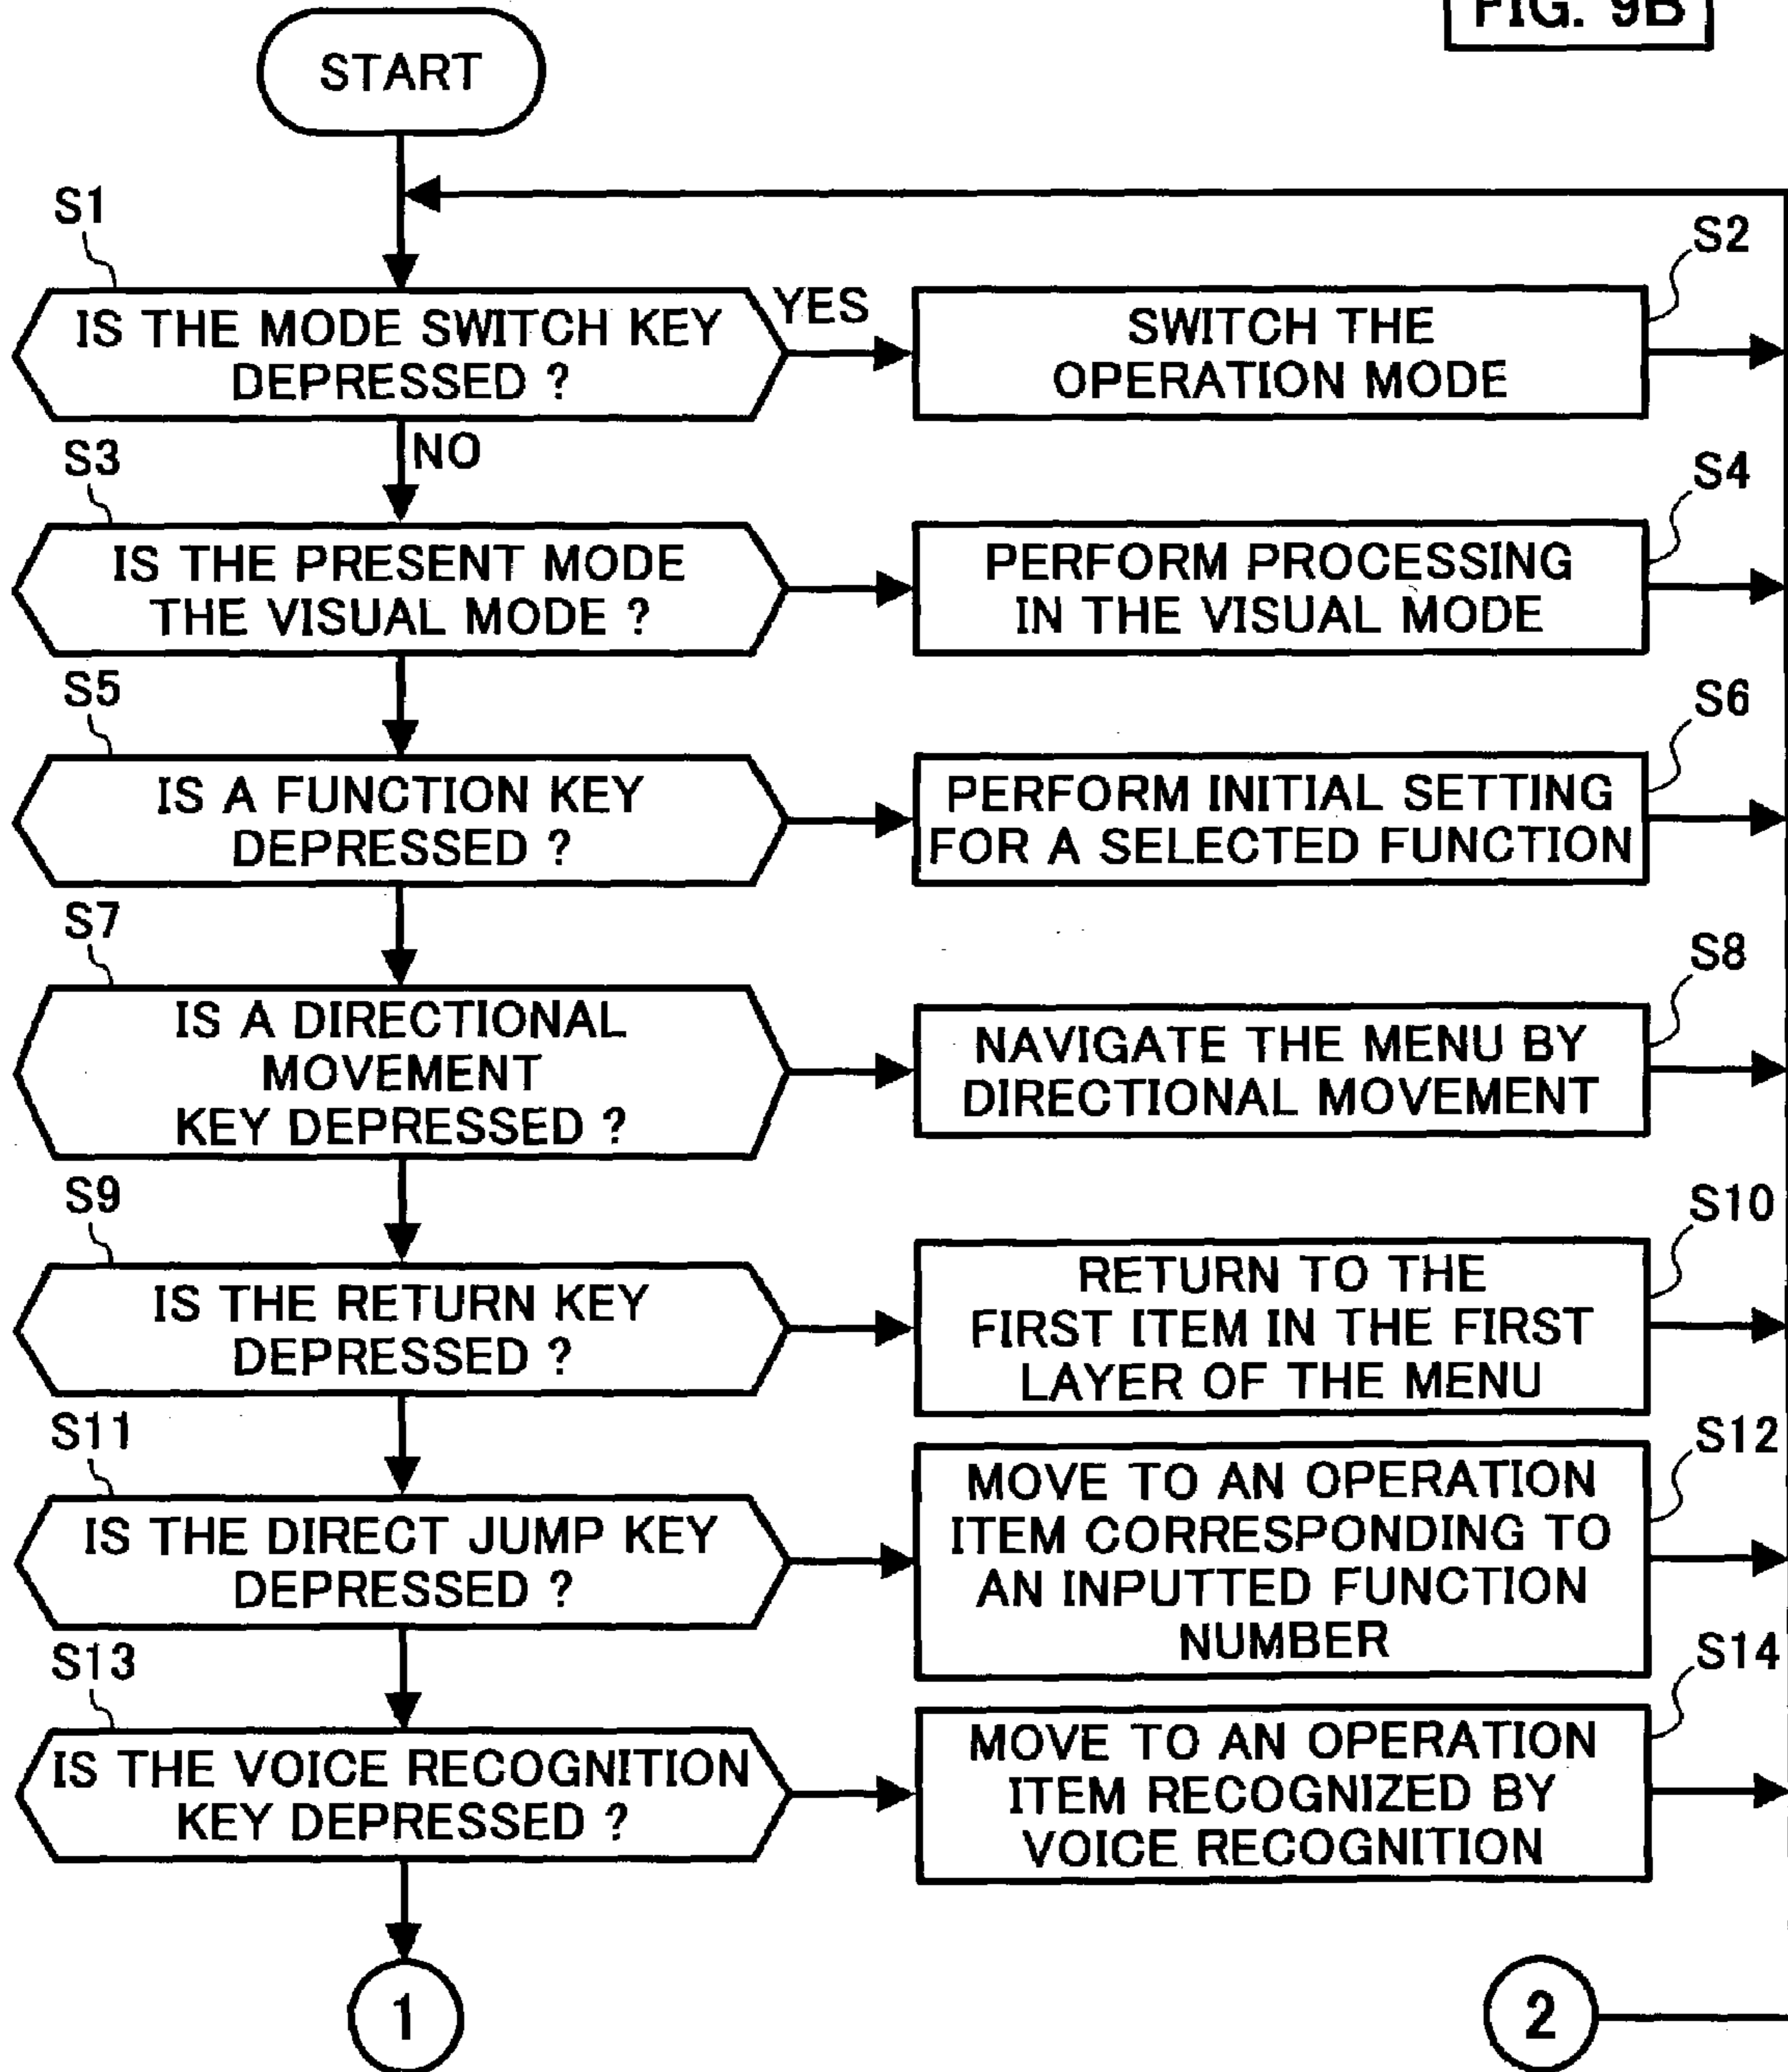 FIG. 9B
START
S1
IS THE MODE SWITCH KEY
DEPRESSED ?
YES
NO
S2
SWITCH THE
OPERATION MODE
S3
IS THE PRESENT MODE
THE VISUAL MODE ?
S4
PERFORM PROCESSING
IN THE VISUAL MODE
S5
IS A FUNCTION KEY
DEPRESSED ?
S6
PERFORM INITIAL SETTING
FOR A SELECTED FUNCTION
S7
IS A DIRECTIONAL
MOVEMENT
KEY DEPRESSED ?
S8
NAVIGATE THE MENU BY
DIRECTIONAL MOVEMENT
S9
IS THE RETURN KEY
DEPRESSED ?
S10
RETURN TO THE
FIRST ITEM IN THE FIRST
LAYER OF THE MENU
S11
IS THE DIRECT JUMP KEY
DEPRESSED ?
S12
MOVE TO AN OPERATION
ITEM CORRESPONDING TO
AN INPUTTED FUNCTION
NUMBER
S13
IS THE VOICE RECOGNITION
KEY DEPRESSED ?
S14
MOVE TO AN OPERATION
ITEM RECOGNIZED BY
VOICE RECOGNITION
1
2